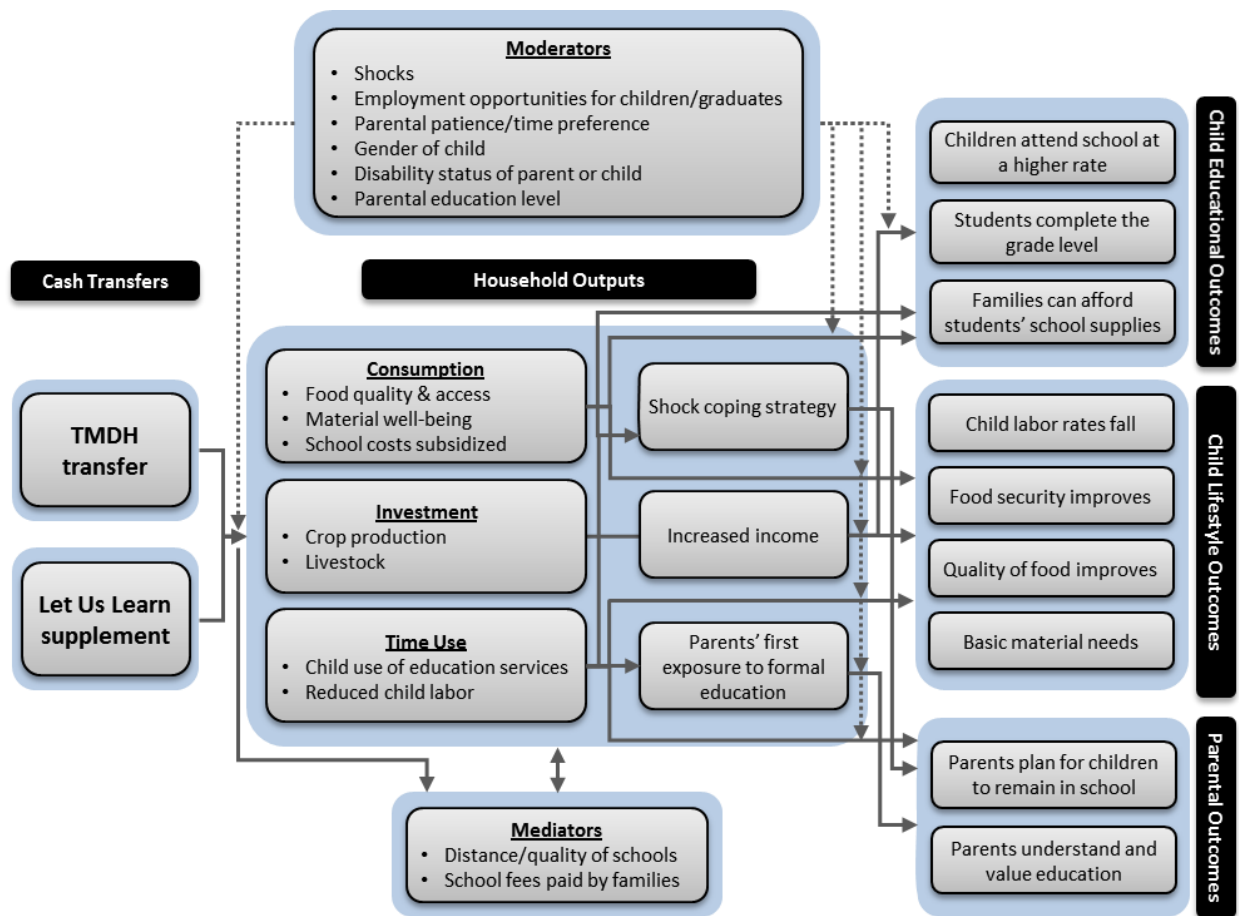 Moderators
• Shocks
• Employment opportunities for children/graduates
• Parental patience/time preference
• Gender of child
• Disability status of parent or child
• Parental education level
Cash Transfers
Household Outputs
TMDH
transfer
Let Us Learn
supplement
Consumption
• Food quality & access
• Material well-being
• School costs subsidized
Investment
• Crop production
• Livestock
Time Use
• Child use of education services
• Reduced child labor
Shock coping strategy
Increased income
Parents’ first
exposure to formal
education
Mediators
• Distance/quality of schools
• School fees paid by families
Children attend school at
a higher rate
Students complete the
grade level
Families can afford
students’ school supplies
Child Educational Outcomes
Child labor rates fall
Food security improves
Quality of food improves
Basic material needs
Child Lifestyle Outcomes
Parents plan for children
to remain in school
Parents understand and
value education
Parental Outcomes